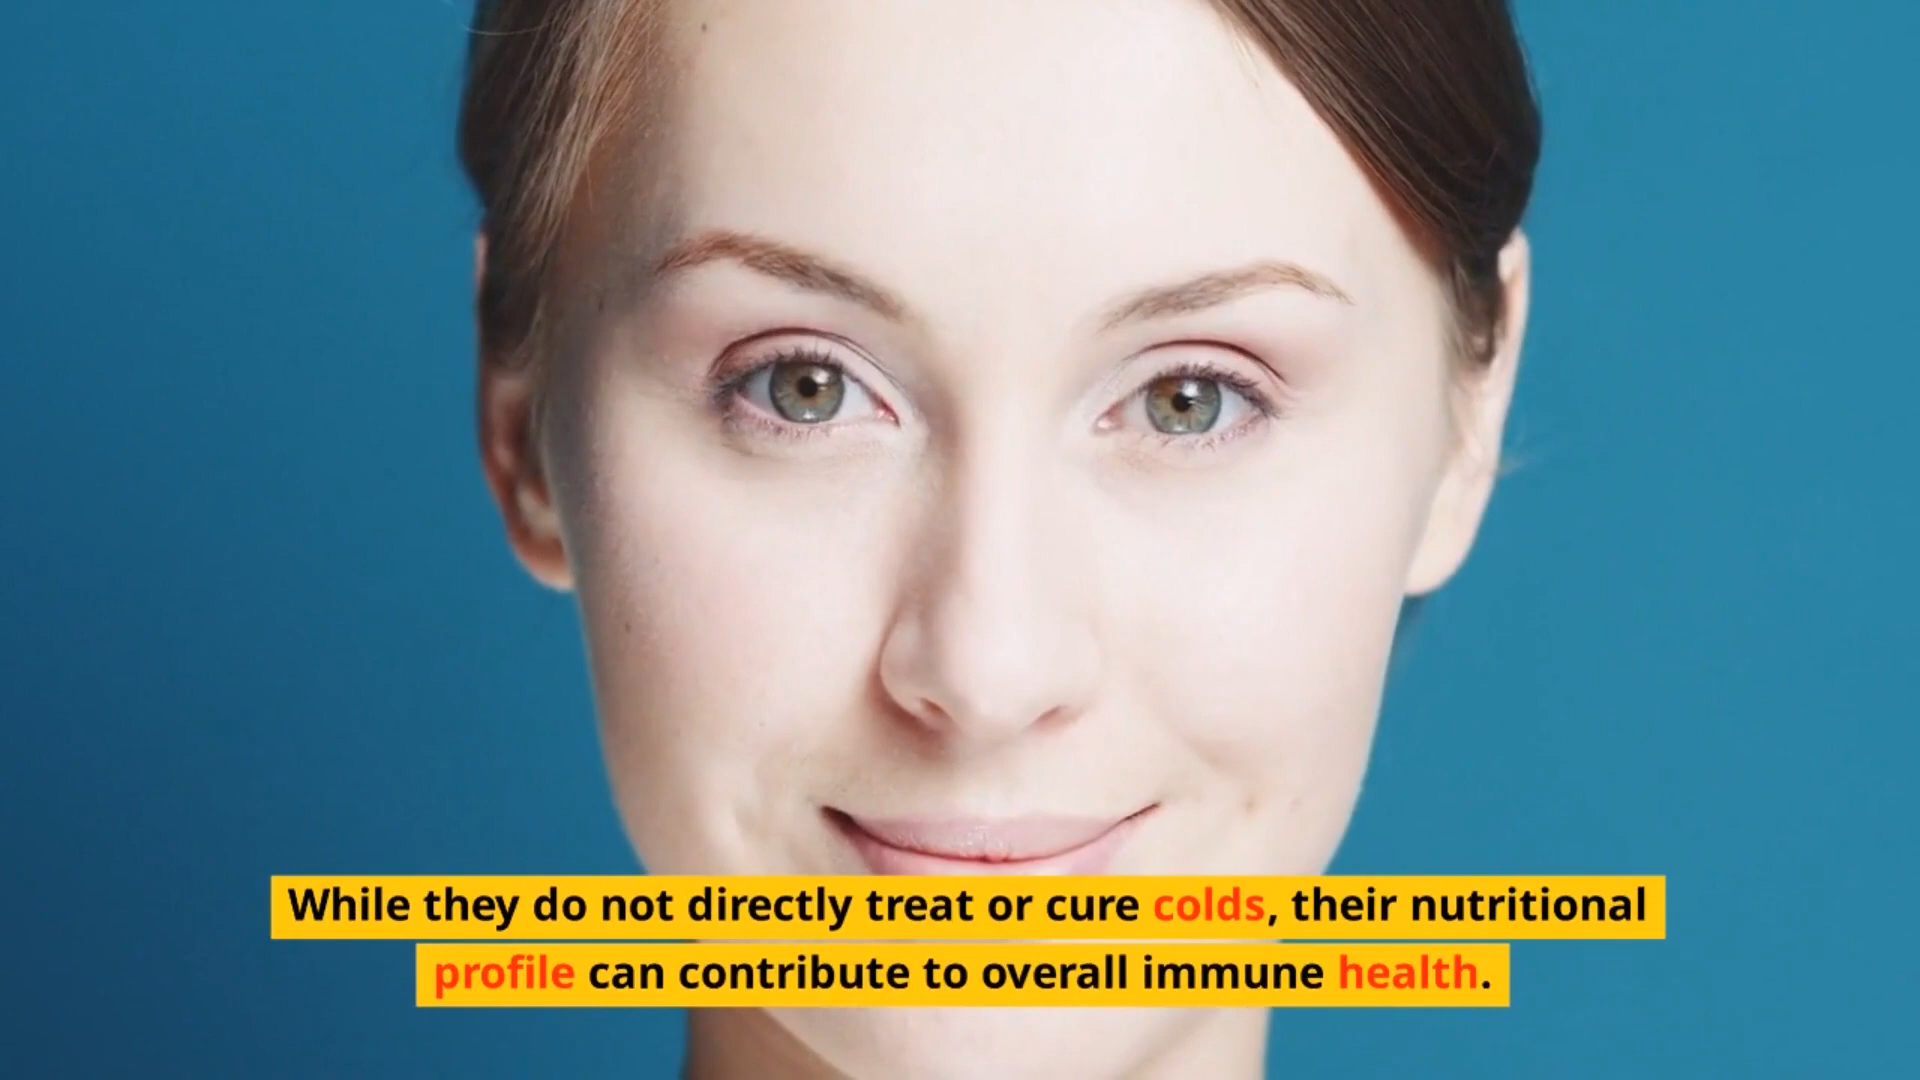 While they do not directly treat or cure colds, their nutritional
profile can contribute to overall immune health.